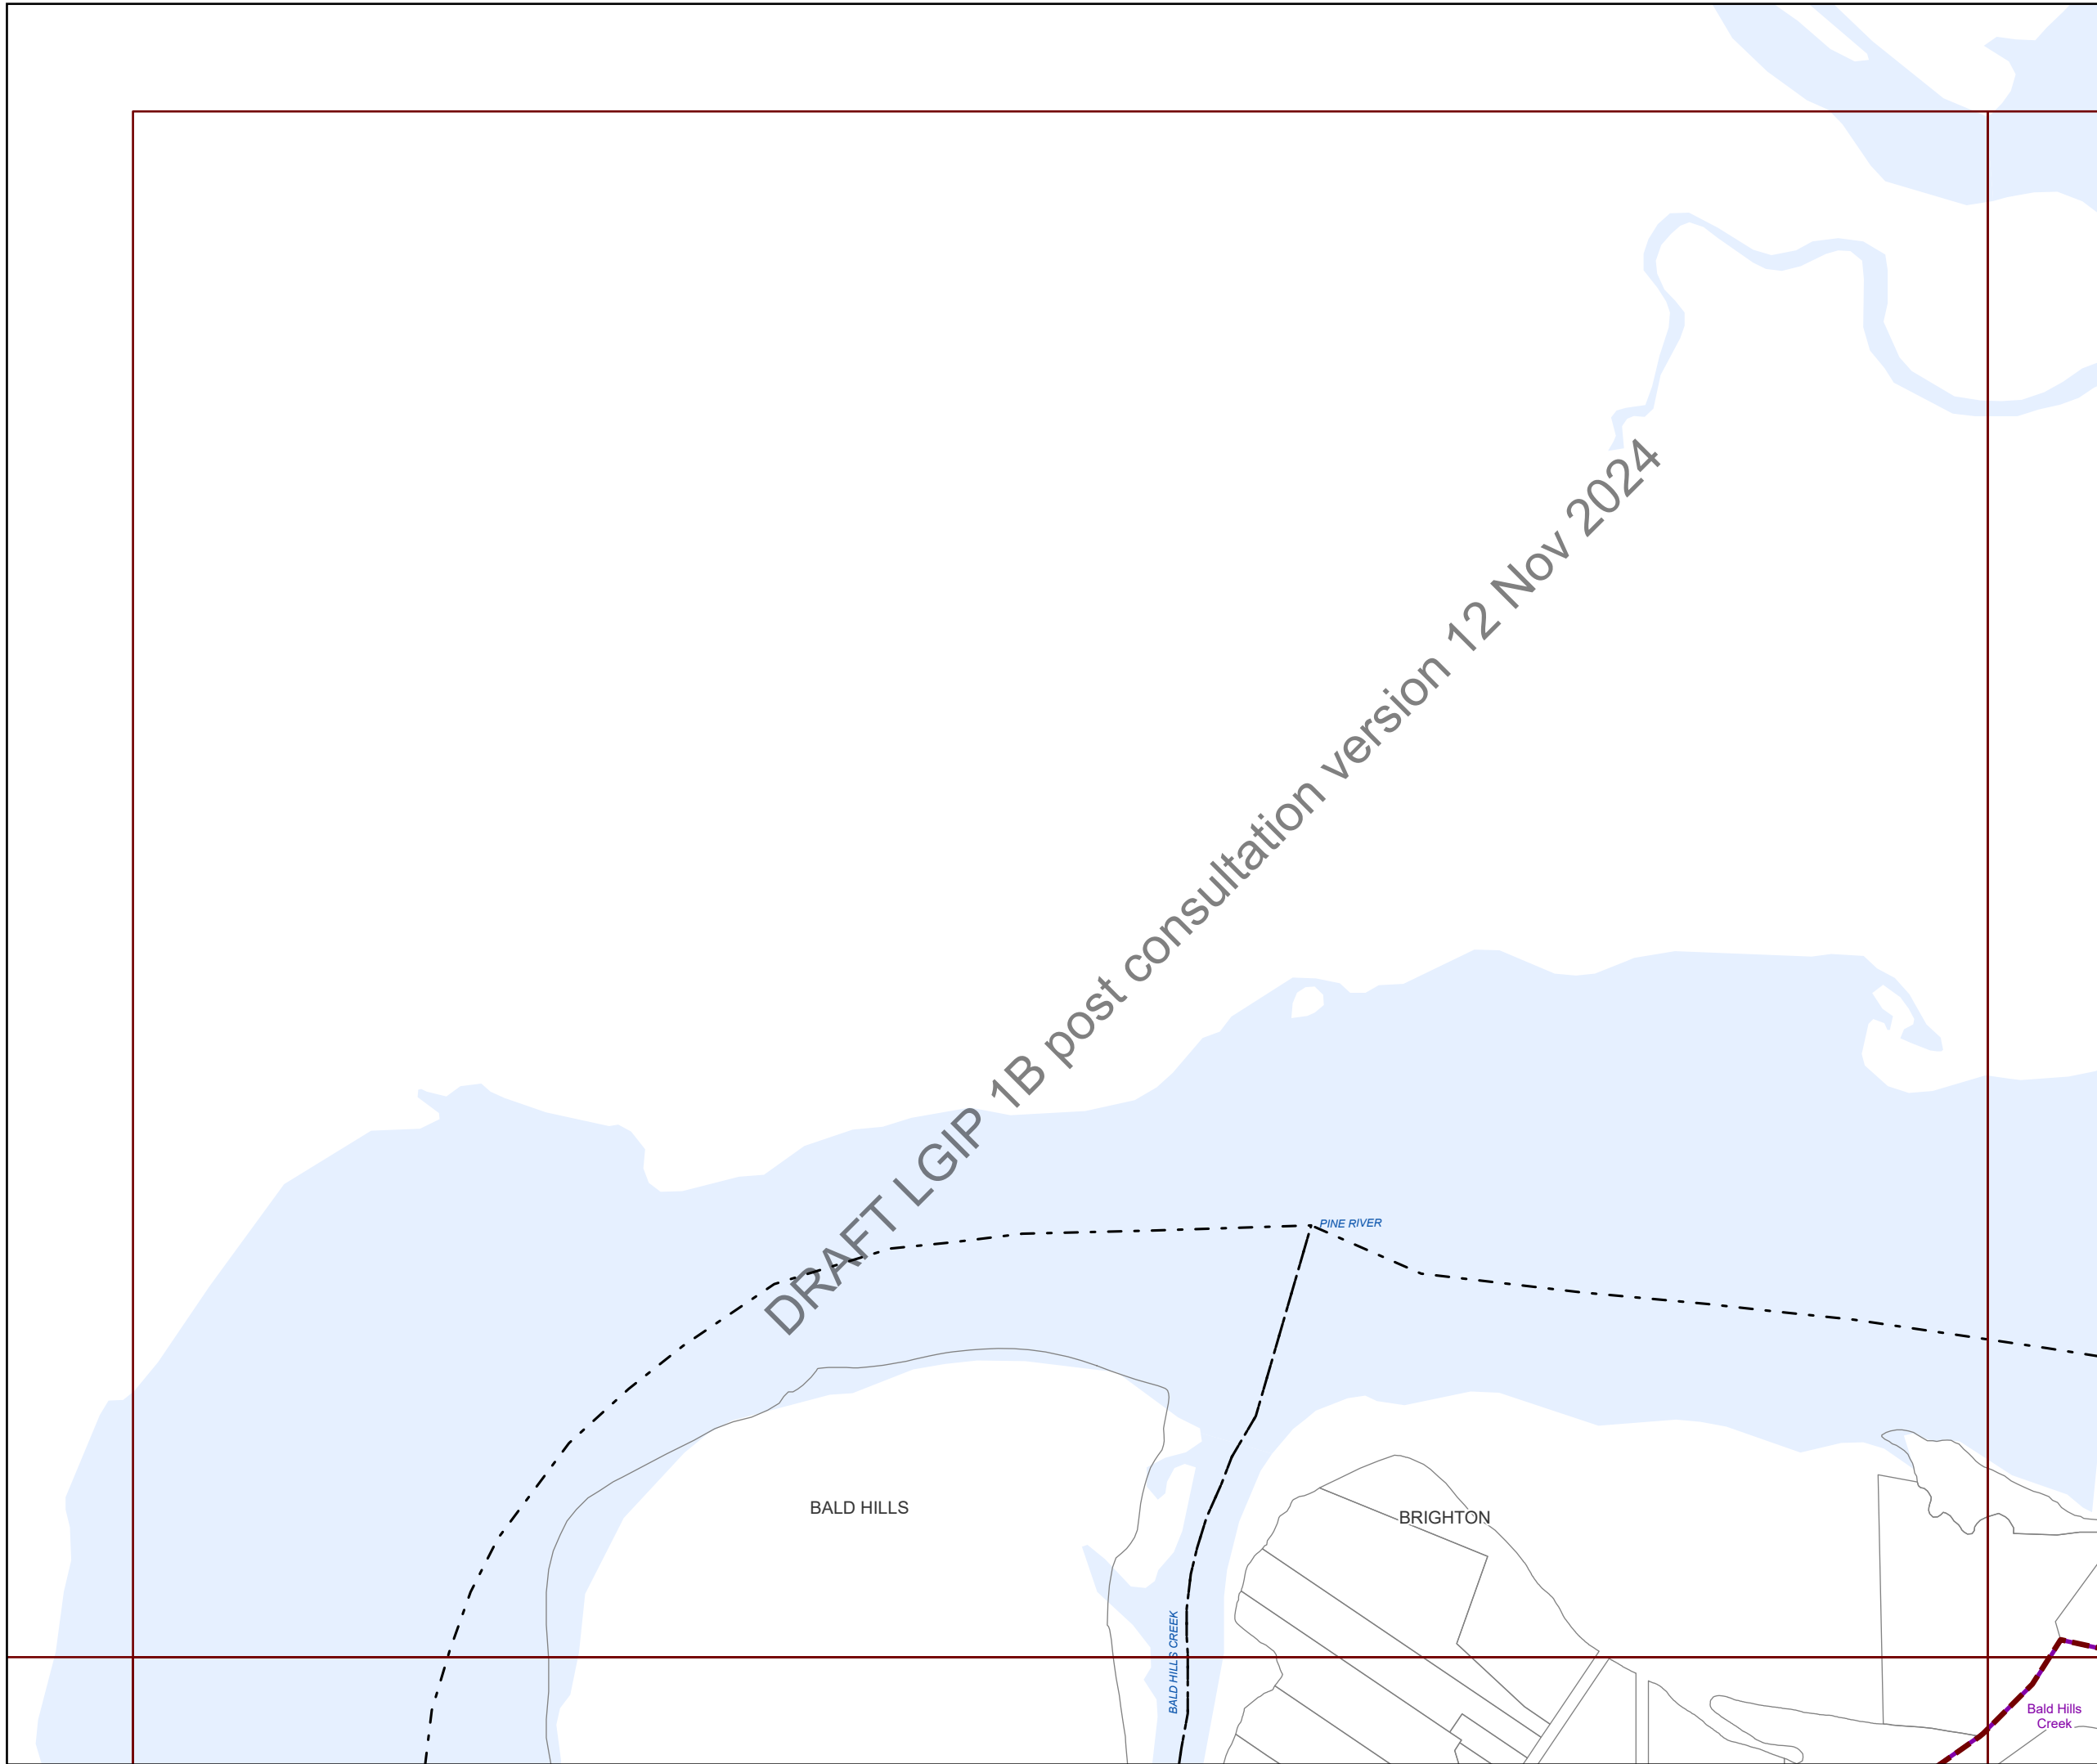 DRAFT LGIP 1B post consultation version 12 Nov 2024
PINE RIVER
BALD HILLS
BRIGHTON
BALD HILLS CREEK
Bald Hills
Creek